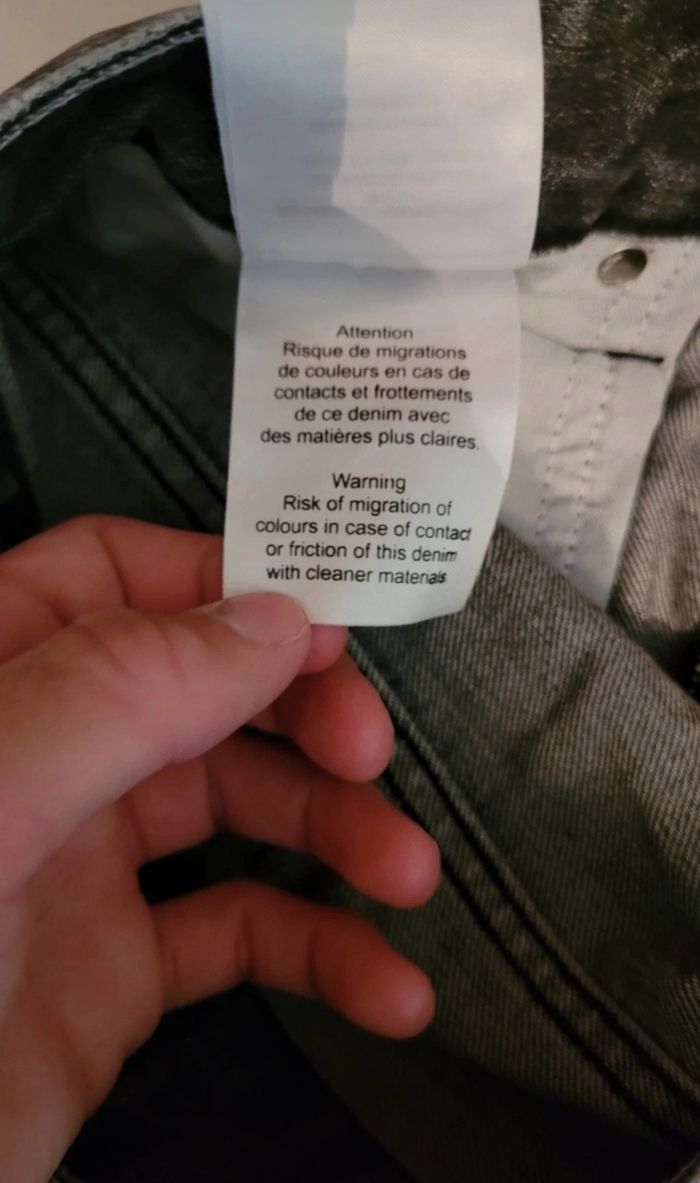 Attention
Risque de migrations
de couleurs en cas de
contacts et frottements
de ce denim avec
des matières plus claires.
Warning
Risk of migration of
colours in case of contact
or friction of this denim
with cleaner materials